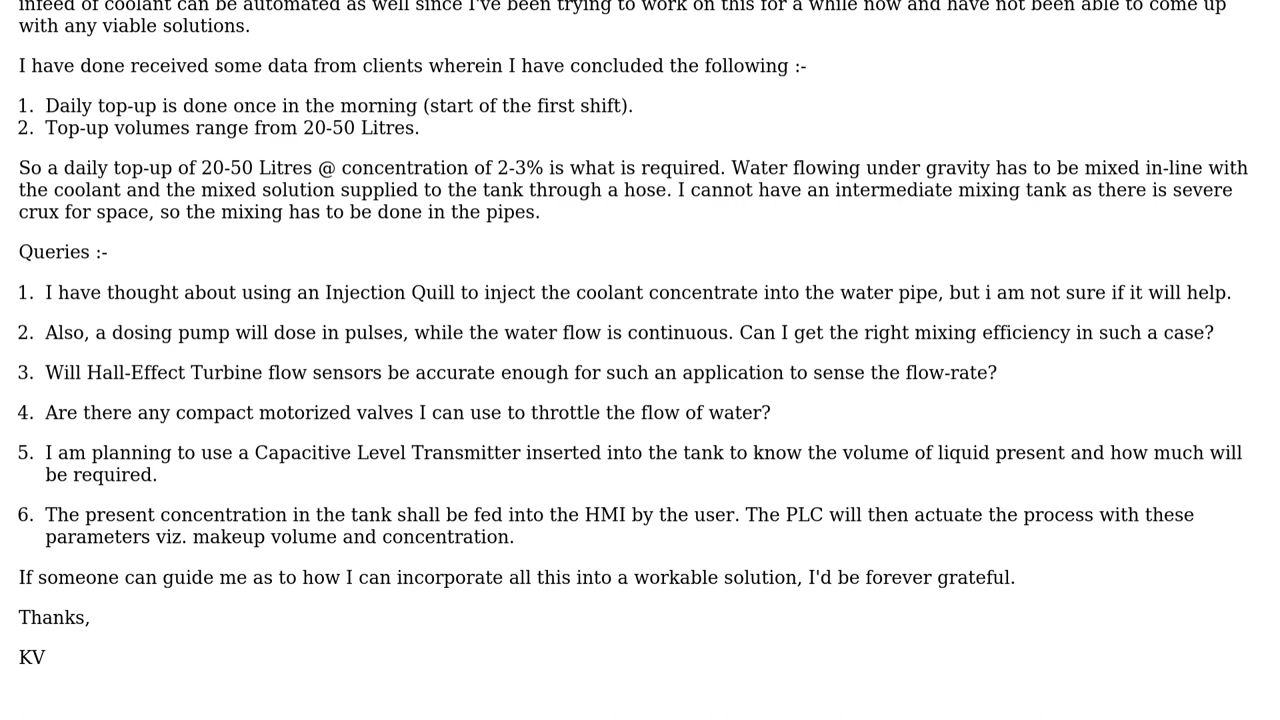 infeed of coolant can be automated as well since I've been trying to work on this for a while now and have not been able to come up
with any viable solutions.
I have done received some data from clients wherein I have concluded the following :-
1. Daily top-up is done once in the morning (start of the first shift).
2. Top-up volumes range from 20-50 Litres.
So a daily top-up of 20-50 Litres @ concentration of 2-3% is what is required. Water flowing under gravity has to be mixed in-line with
the coolant and the mixed solution supplied to the tank through a hose. I cannot have an intermediate mixing tank as there is severe
crux for space, so the mixing has to be done in the pipes.
Queries :-
1. I have thought about using an Injection Quill to inject the coolant concentrate into the water pipe, but i am not sure if it will help.
2. Also, a dosing pump will dose in pulses, while the water flow is continuous. Can I get the right mixing efficiency in such a case?
3. Will Hall-Effect Turbine flow sensors be accurate enough for such an application to sense the flow-rate?
4. Are there any compact motorized valves I can use to throttle the flow of water?
5. I am planning to use a Capacitive Level Transmitter inserted into the tank to know the volume of liquid present and how much will
be required.
6. The present concentration in the tank shall be fed into the HMI by the user. The PLC will then actuate the process with these
parameters viz. makeup volume and concentration.
If someone can guide me as to how I can incorporate all this into a workable solution, I'd be forever grateful.
Thanks,
KV